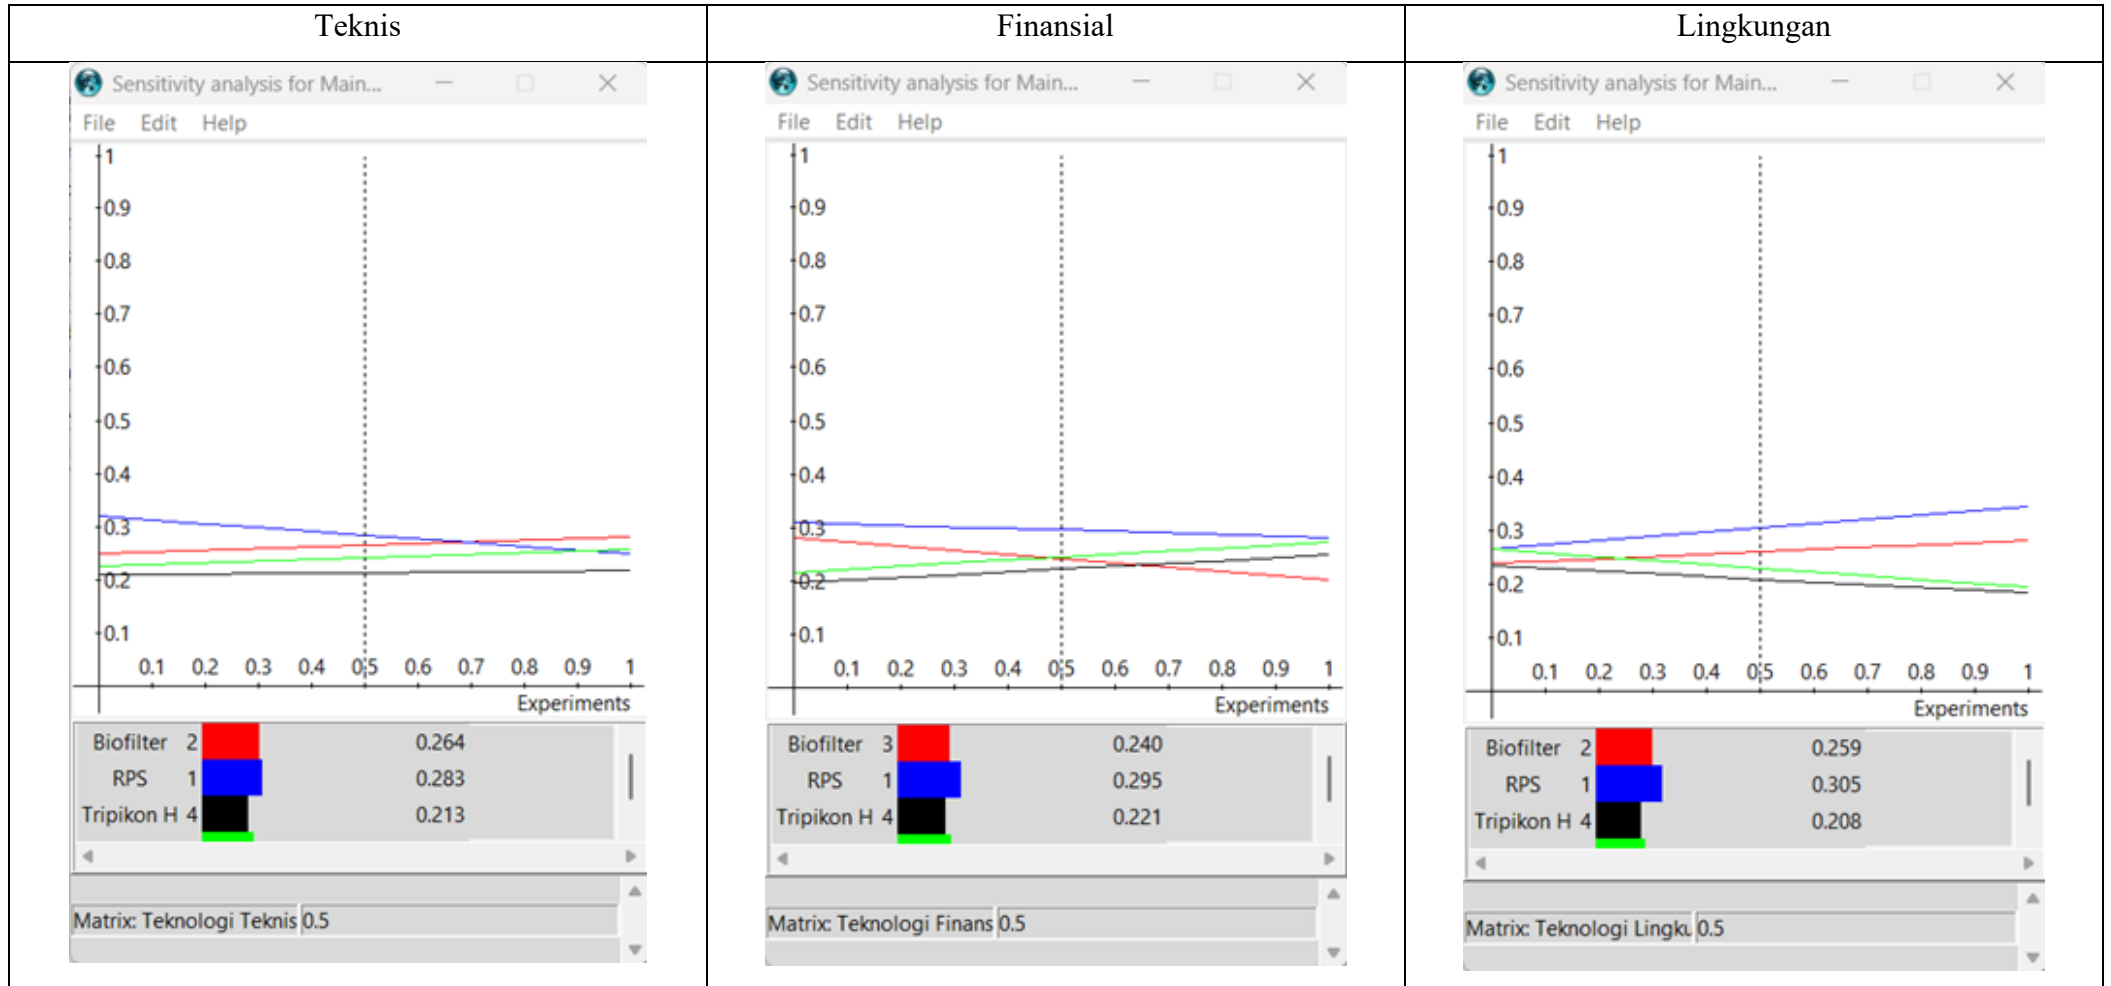 Teknis
Finansial
Lingkungan
Sensitivity analysis for Main...
File Edit Help
1
0.9
0.8
0.7
0.6
0.5
0.4
0.3
0.2
0.1
0.1 0.2 0.3 0.4 0.5 0.6 0.7 0.8 0.9 1
Experiments
Biofilter 2 0.264
RPS 1 0.283
Tripikon H 4 0.213
Matrix: Teknologi Teknis 0.5
Sensitivity analysis for Main...
File Edit Help
1
0.9
0.8
0.7
0.6
0.5
0.4
0.3
0.2
0.1
0.1 0.2 0.3 0.4 0.5 0.6 0.7 0.8 0.9 1
Experiments
Biofilter 3 0.240
RPS 1 0.295
Tripikon H 4 0.221
Matrix: Teknologi Finans 0.5
Sensitivity analysis for Main...
File Edit Help
1
0.9
0.8
0.7
0.6
0.5
0.4
0.3
0.2
0.1
0.1 0.2 0.3 0.4 0.5 0.6 0.7 0.8 0.9 1
Experiments
Biofilter 2 0.259
RPS 1 0.305
Tripikon H 4 0.208
Matrix: Teknologi Lingku 0.5